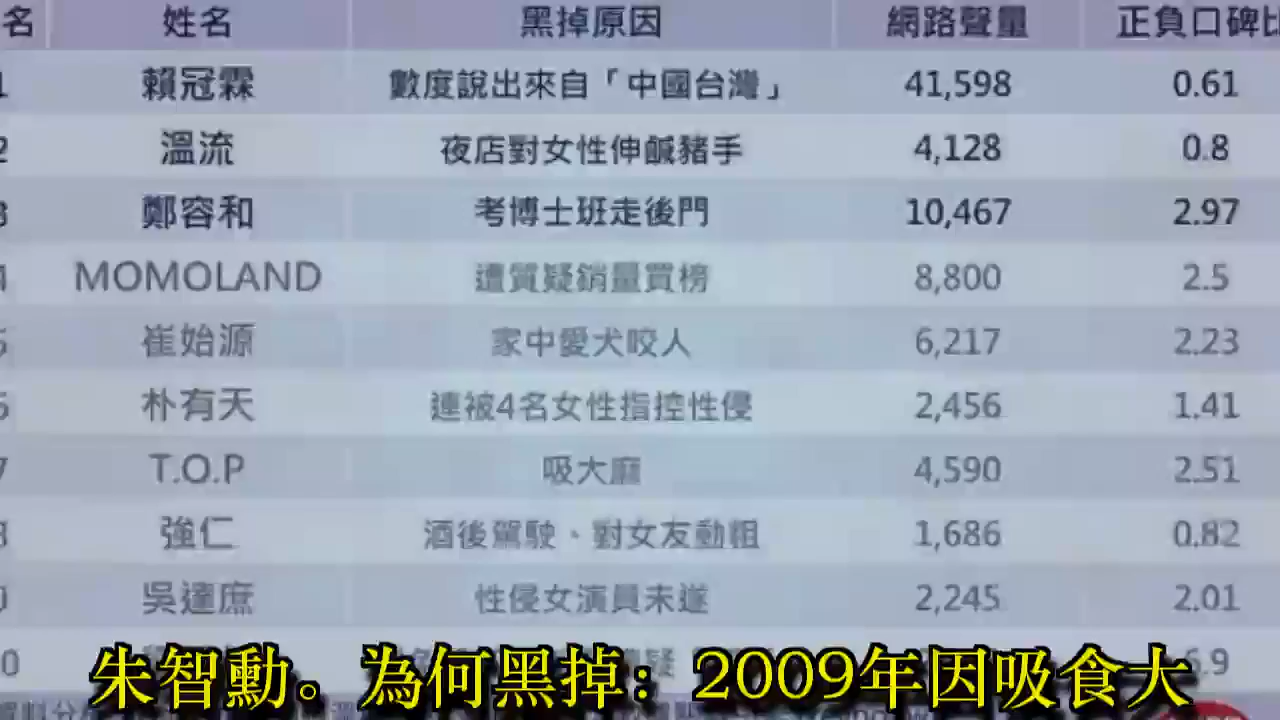 名 姓名 黑掉原因 網路聲量 正負口碑比
1 賴冠霖 數度說出來自「中國台灣」 41,598 0.61
2 溫流 夜店對女性伸鹹豬手 4,128 0.8
3 鄭容和 考博士班走後門 10,467 2.97
4 MOMOLAND 遭質疑銷量買榜 8,800 2.5
5 崔始源 家中愛犬咬人 6,217 2.23
6 朴有天 連被4名女性指控性侵 2,456 1.41
7 T.O.P 吸大麻 4,590 2.51
8 強仁 酒後駕駛、對女友動粗 1,686 0.82
9 吳達庶 性侵女演員未遂 2,245 2.01
0 疑 6.9
朱智勳。為何黑掉：2009年因吸食大